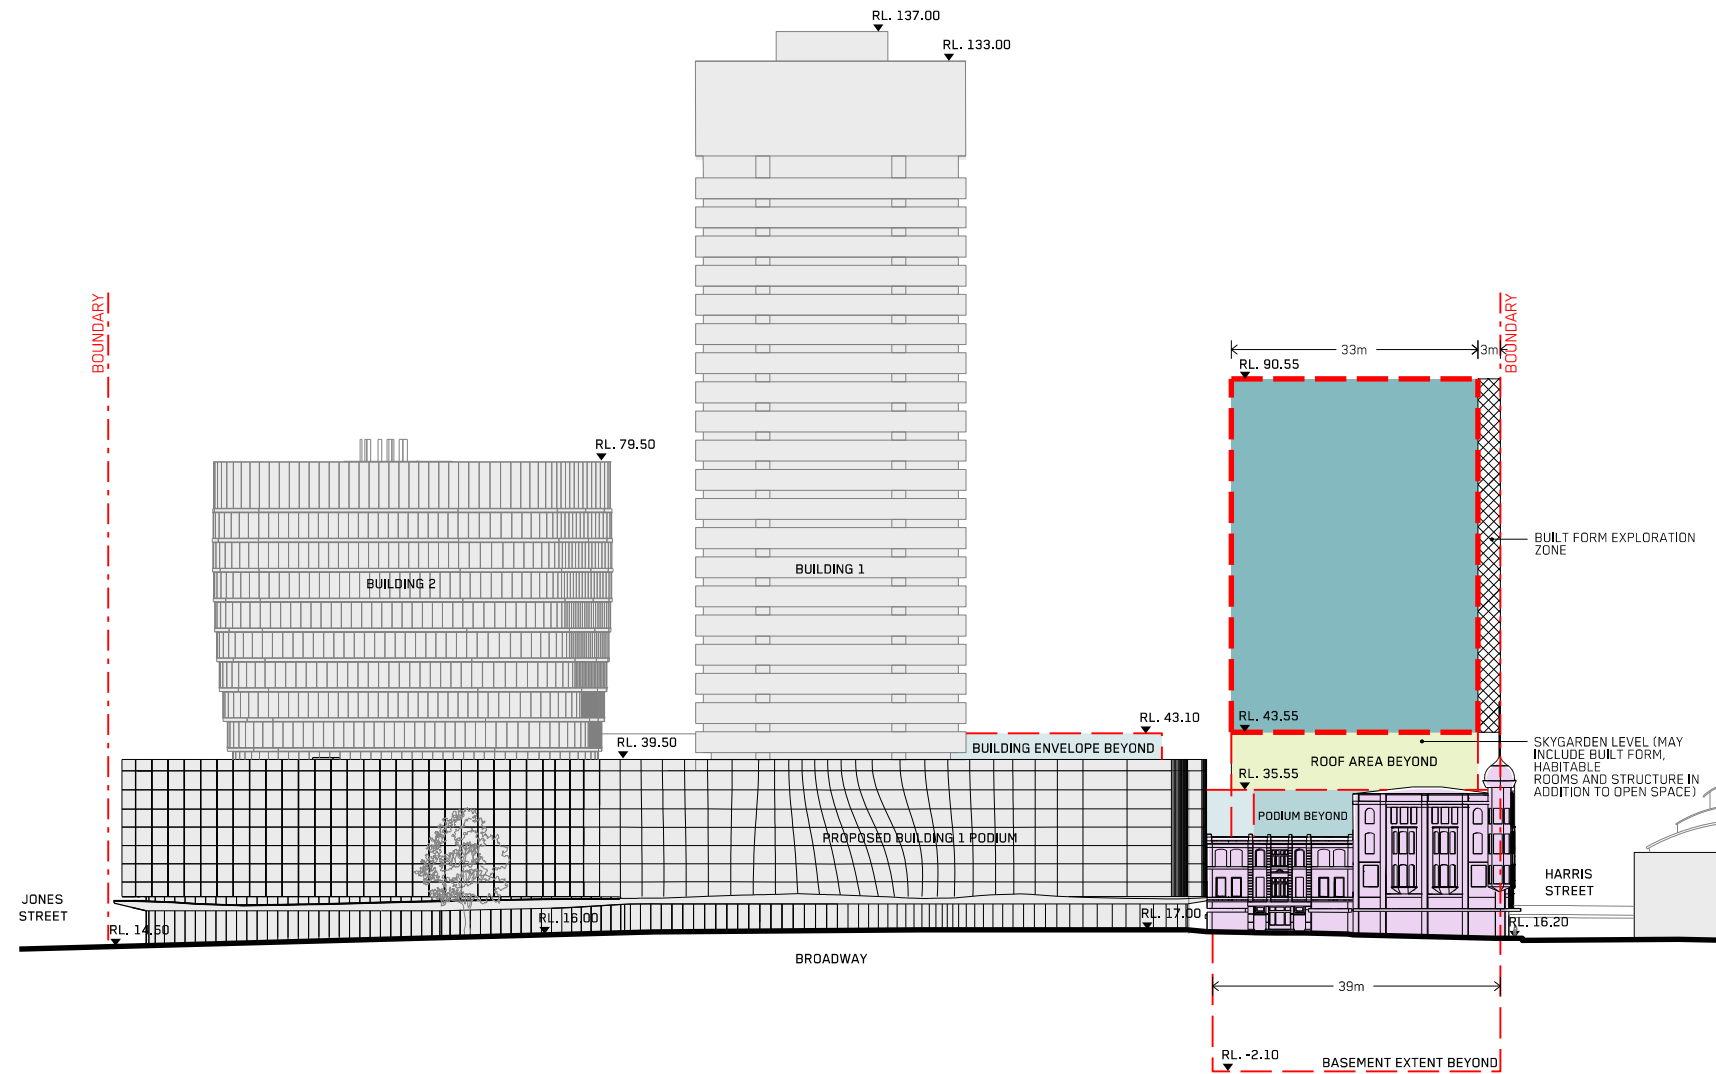 RL. 137.00
RL. 133.00
BOUNDARY
BOUNDARY
33m
3m
RL. 90.55
RL. 79.50
BUILDING 2
BUILDING 1
BUILT FORM EXPLORATION
ZONE
RL. 43.10
RL. 43.55
RL. 39.50
BUILDING ENVELOPE BEYOND
ROOF AREA BEYOND
SKYGARDEN LEVEL (MAY
INCLUDE BUILT FORM,
HABITABLE
ROOMS AND STRUCTURE IN
ADDITION TO OPEN SPACE)
RL. 35.55
PODIUM BEYOND
PROPOSED BUILDING 1 PODIUM
JONES
STREET
HARRIS
STREET
RL. 14.50
RL. 16.00
RL. 17.00
RL. 16.20
BROADWAY
39m
RL. -2.10
BASEMENT EXTENT BEYOND